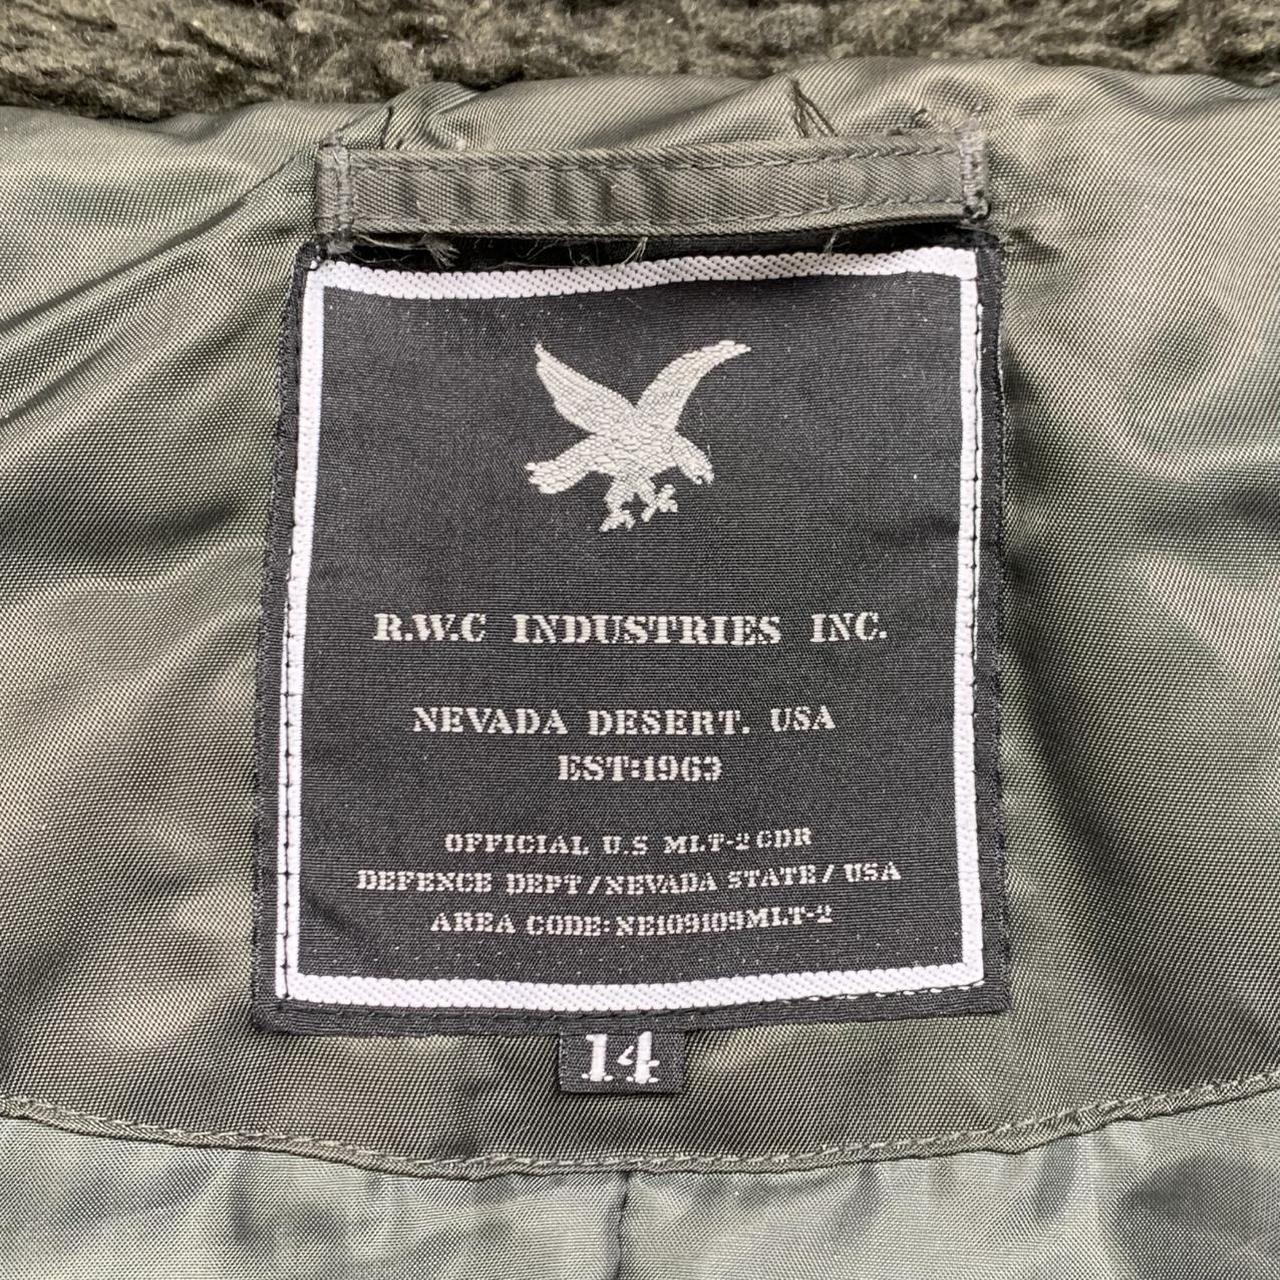 R.W.C INDUSTRIES INC.
NEVADA DESERT. USA
EST:1963
OFFICIAL U.S MLT-2 CDR
DEFENCE DEPT/NEVADA STATE/USA
AREA CODE:NE109109MLT-2
14